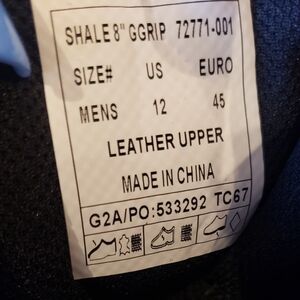 SHALE 8" GGRIP 72771-001
SIZE# US EURO
MENS 12 45
LEATHER UPPER
MADE IN CHINA
G2A/PO:533292 TC67